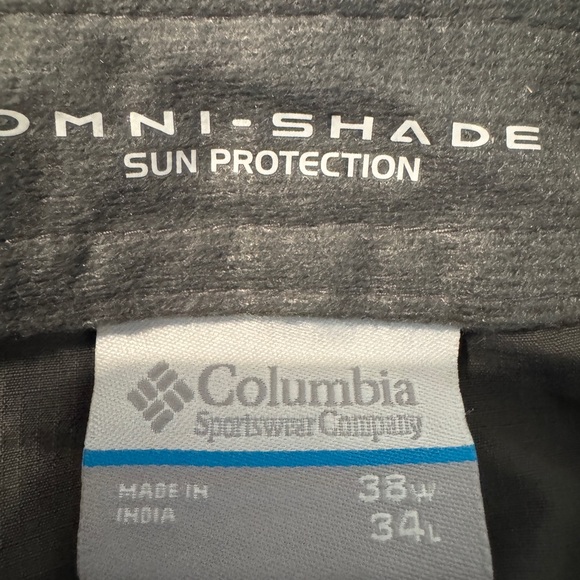 OMNI-SHADE
SUN PROTECTION
Columbia
Sportswear Company
MADE IN
INDIA
38W
34L